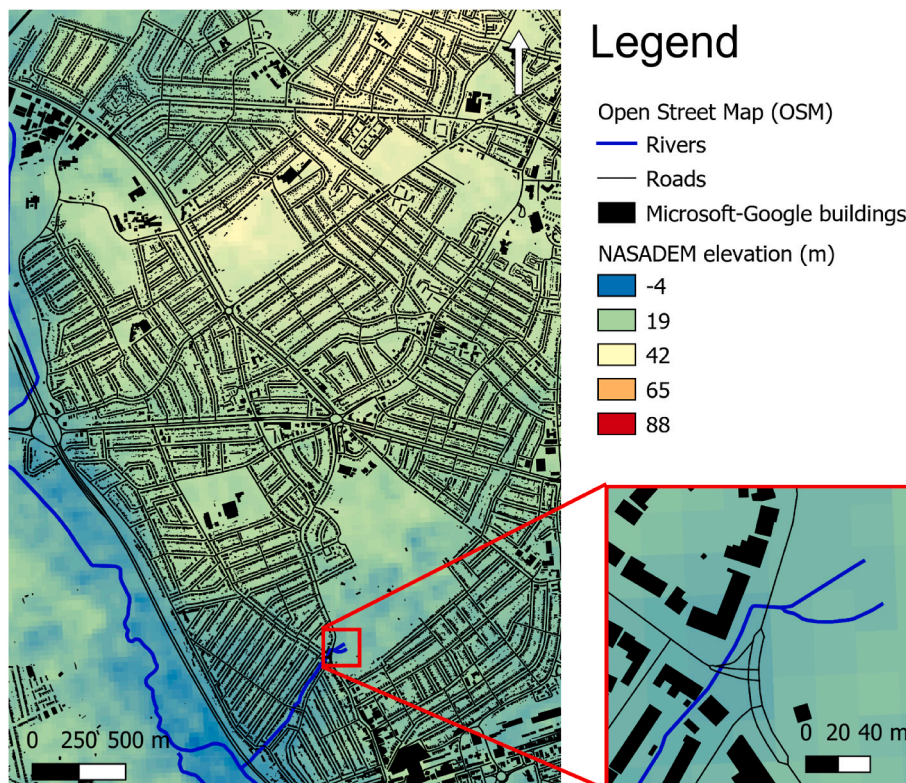 Legend
Open Street Map (OSM)
Rivers
Roads
Microsoft-Google buildings
NASADEM elevation (m)
-4
19
42
65
88
0 250 500 m
0 20 40 m